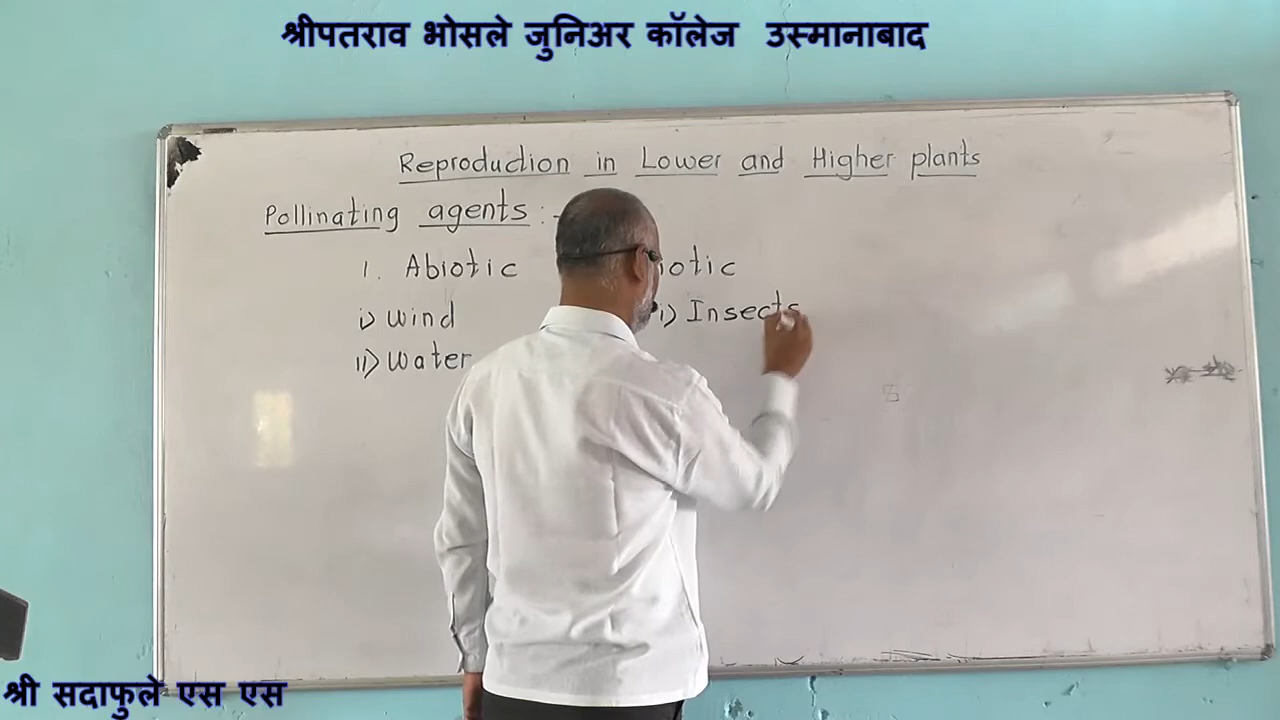 श्रीपतराव भोसले जुनिअर कॉलेज उस्मानाबाद
Reproduction in Lower and Higher plants
Pollinating agents :-
1. Abiotic iotic
i) Wind i) Insects
ii) Water
श्री सदाफुले एस एस